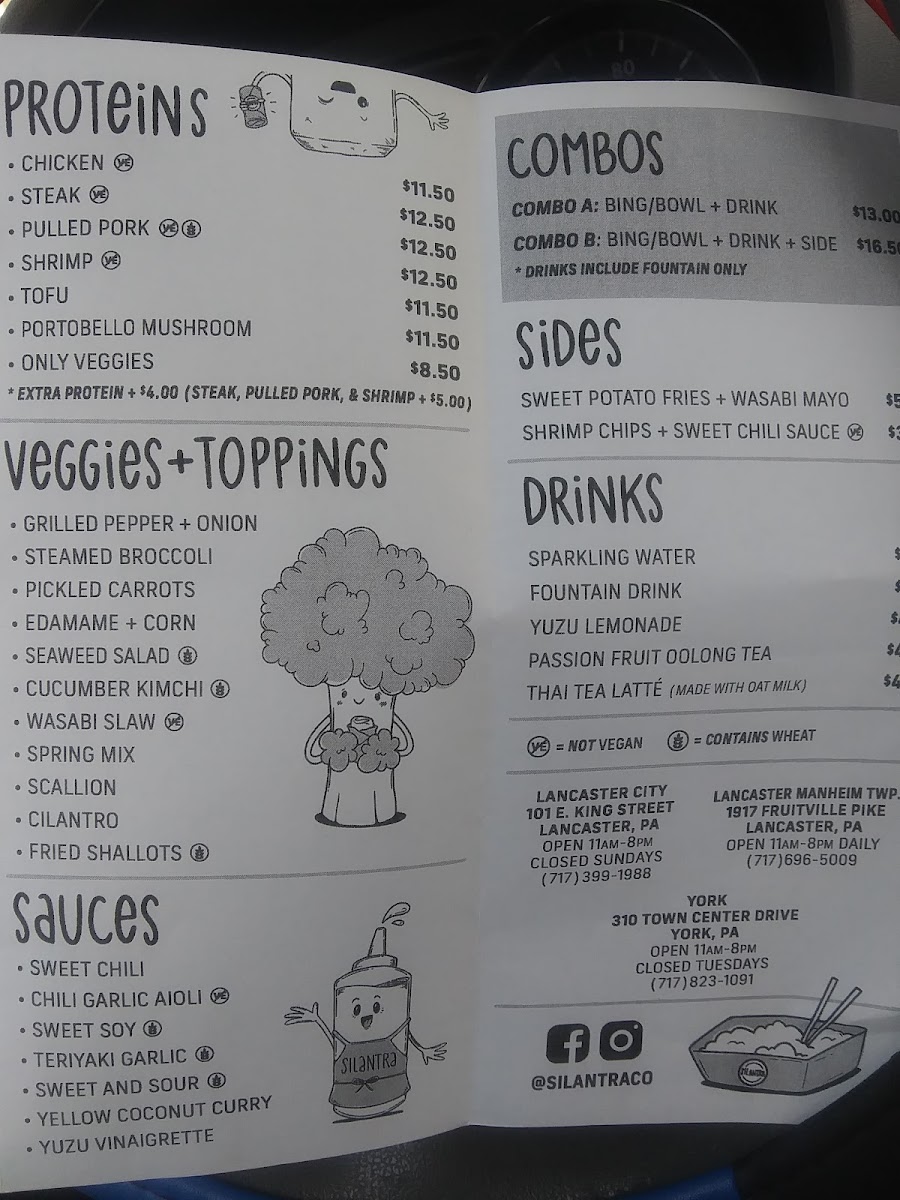 PROTEINS
• CHICKEN $11.50
• STEAK $12.50
• PULLED PORK $12.50
• SHRIMP $12.50
• TOFU $11.50
• PORTOBELLO MUSHROOM $11.50
• ONLY VEGGIES $8.50
* EXTRA PROTEIN + $4.00 (STEAK, PULLED PORK, & SHRIMP + $5.00)
VEGGIES+TOPPINGS
• GRILLED PEPPER + ONION
• STEAMED BROCCOLI
• PICKLED CARROTS
• EDAMAME + CORN
• SEAWEED SALAD
• CUCUMBER KIMCHI
• WASABI SLAW
• SPRING MIX
• SCALLION
• CILANTRO
• FRIED SHALLOTS
SAUCES
• SWEET CHILI
• CHILI GARLIC AIOLI
• SWEET SOY
• TERIYAKI GARLIC
• SWEET AND SOUR
• YELLOW COCONUT CURRY
• YUZU VINAIGRETTE
SILANTRA
COMBOS
COMBO A: BING/BOWL + DRINK $13.00
COMBO B: BING/BOWL + DRINK + SIDE $16.50
* DRINKS INCLUDE FOUNTAIN ONLY
SIDES
SWEET POTATO FRIES + WASABI MAYO
SHRIMP CHIPS + SWEET CHILI SAUCE
DRINKS
SPARKLING WATER
FOUNTAIN DRINK
YUZU LEMONADE
PASSION FRUIT OOLONG TEA
THAI TEA LATTÉ (MADE WITH OAT MILK)
= NOT VEGAN = CONTAINS WHEAT
LANCASTER CITY
101 E. KING STREET
LANCASTER, PA
OPEN 11AM-8PM
CLOSED SUNDAYS
(717)399-1988
LANCASTER MANHEIM TWP.
1917 FRUITVILLE PIKE
LANCASTER, PA
OPEN 11AM-8PM DAILY
(717)696-5009
YORK
310 TOWN CENTER DRIVE
YORK, PA
OPEN 11AM-8PM
CLOSED TUESDAYS
(717)823-1091
@SILANTRACO
SILANTRA
80